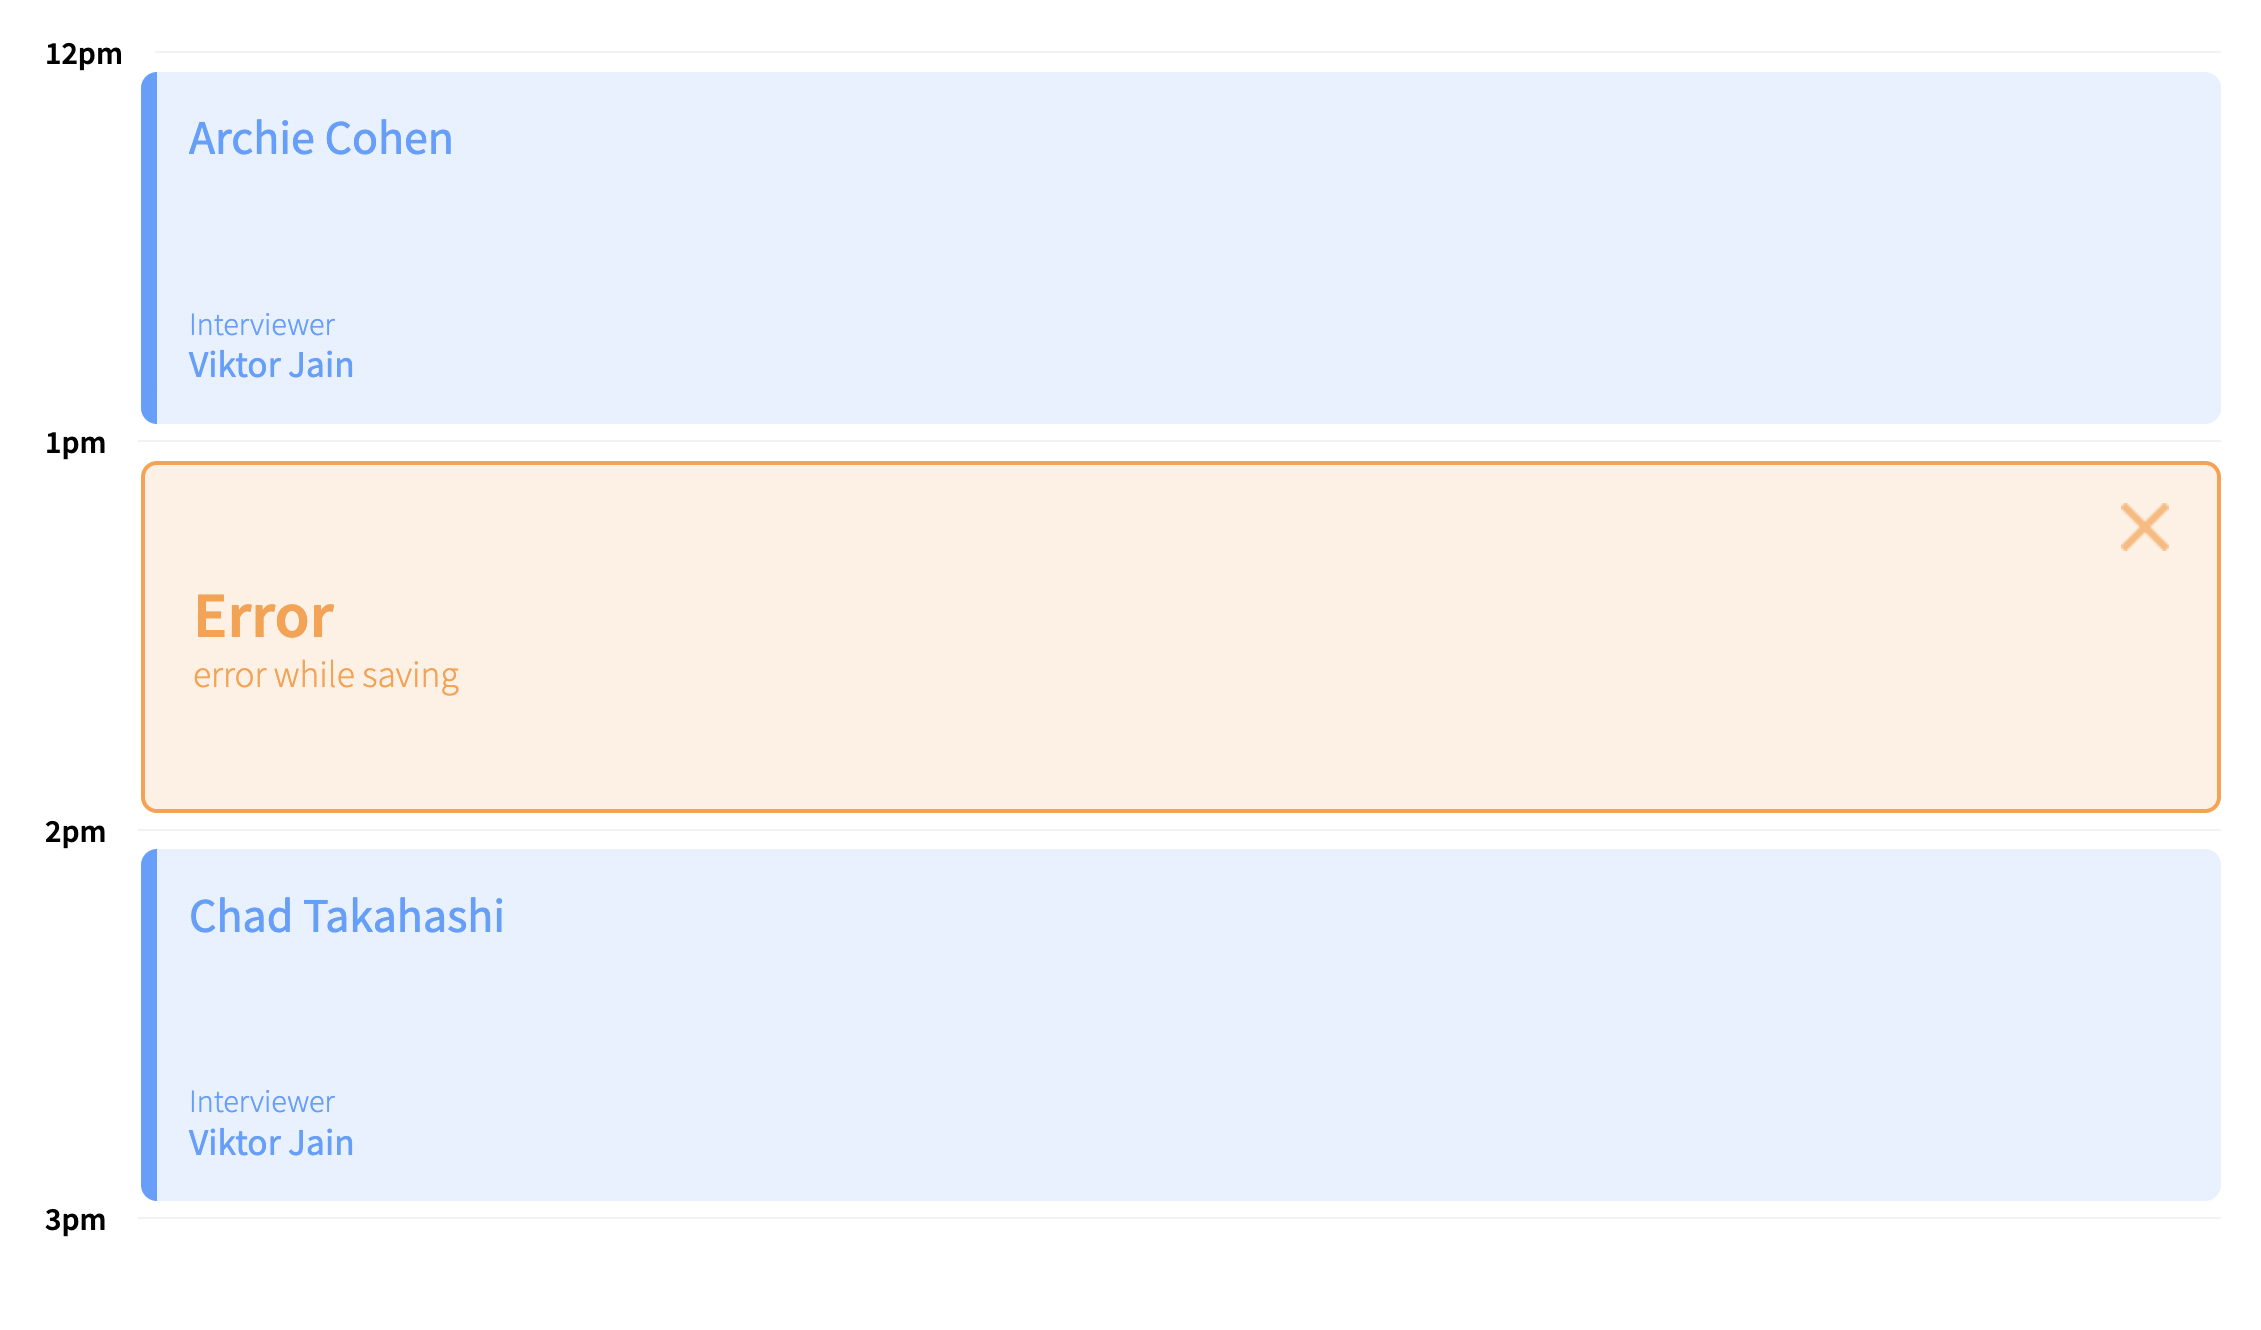 12pm
Archie Cohen
Interviewer
Viktor Jain
1pm
Error
error while saving
2pm
Chad Takahashi
Interviewer
Viktor Jain
3pm